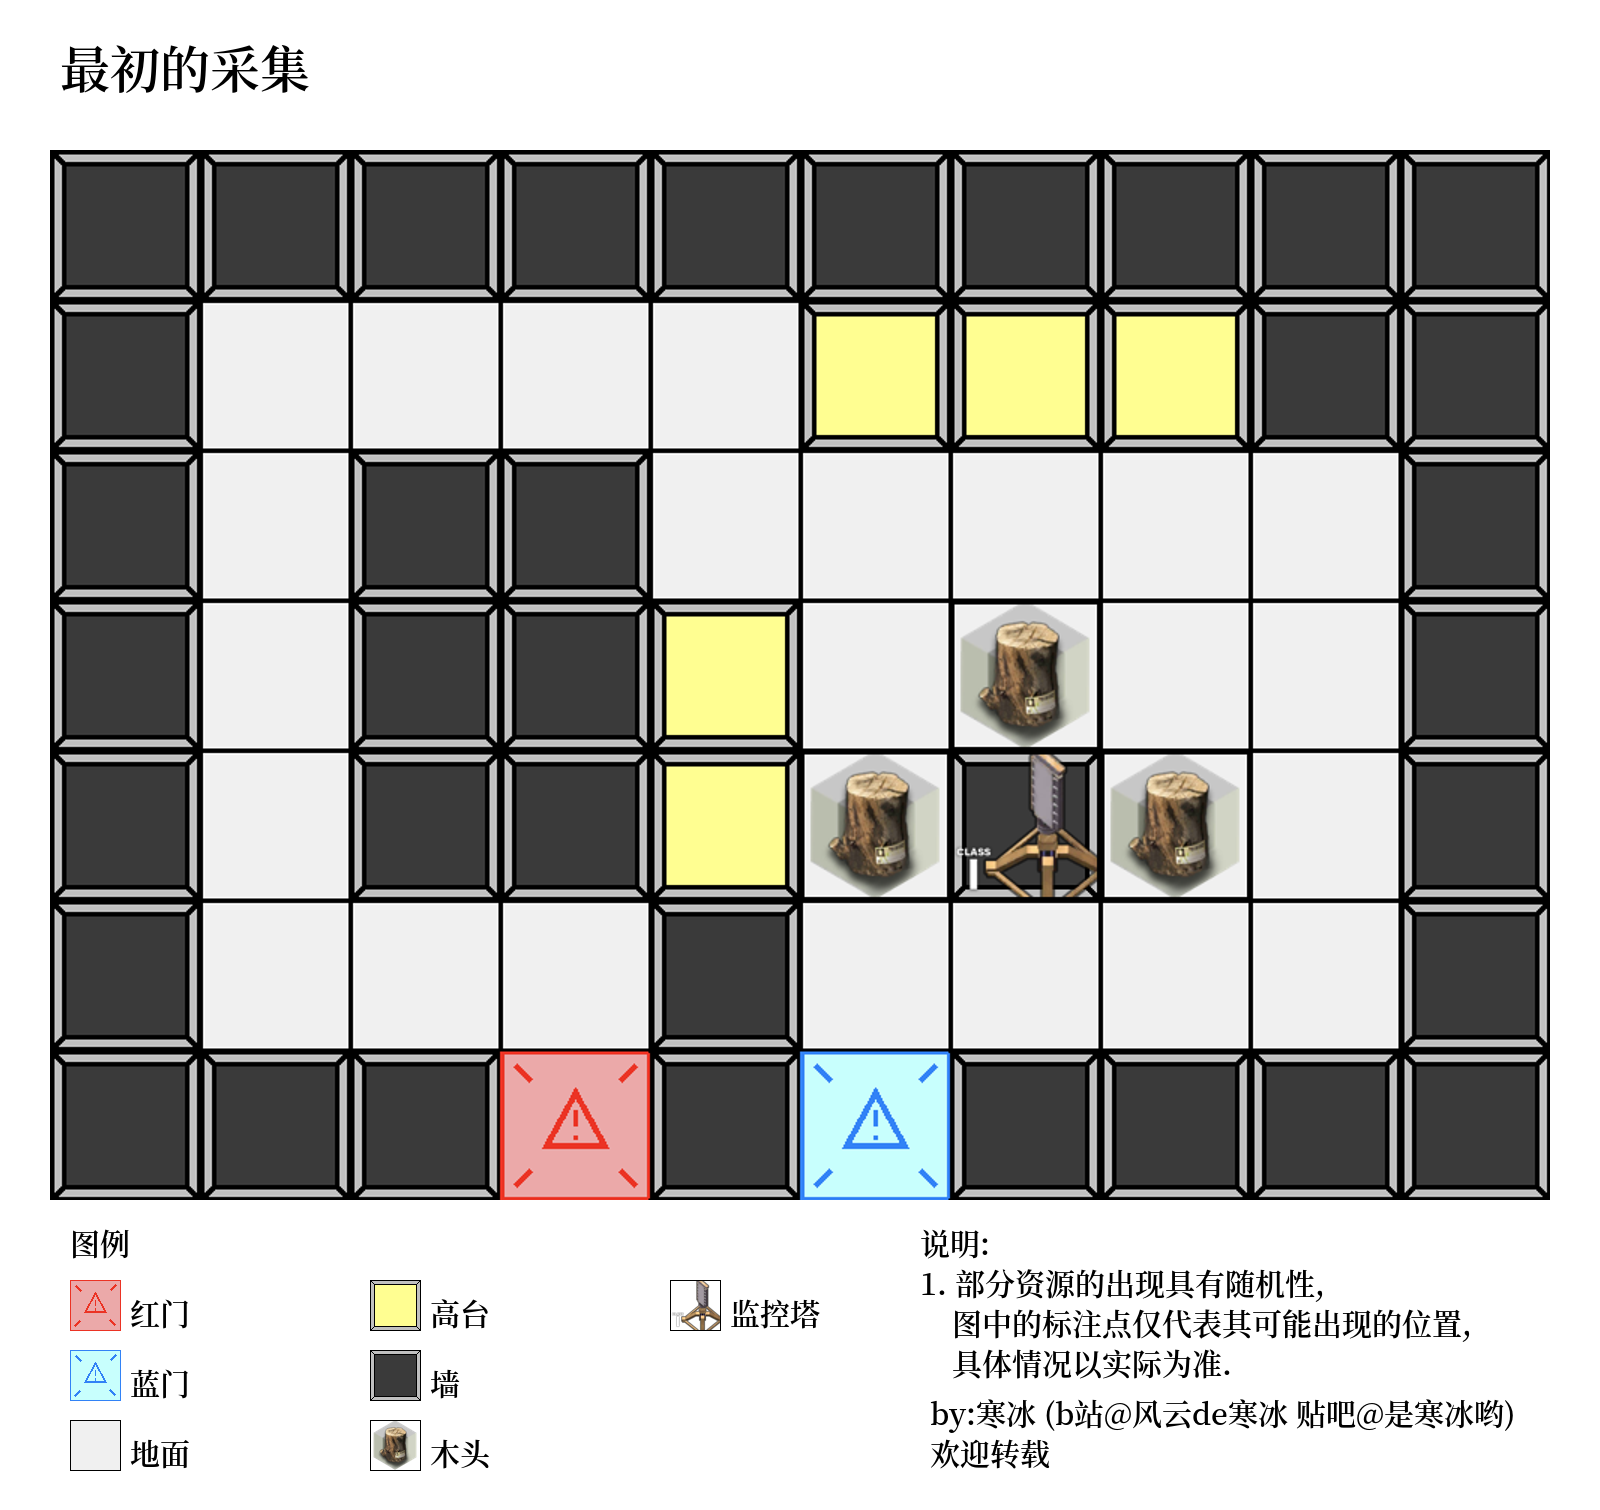 最初的采集
CLASS
图例
红门
高台
监控塔
蓝门
墙
地面
木头
说明:
1. 部分资源的出现具有随机性,
图中的标注点仅代表其可能出现的位置,
具体情况以实际为准.
by:寒冰 (b站@风云de寒冰 贴吧@是寒冰哟)
欢迎转载